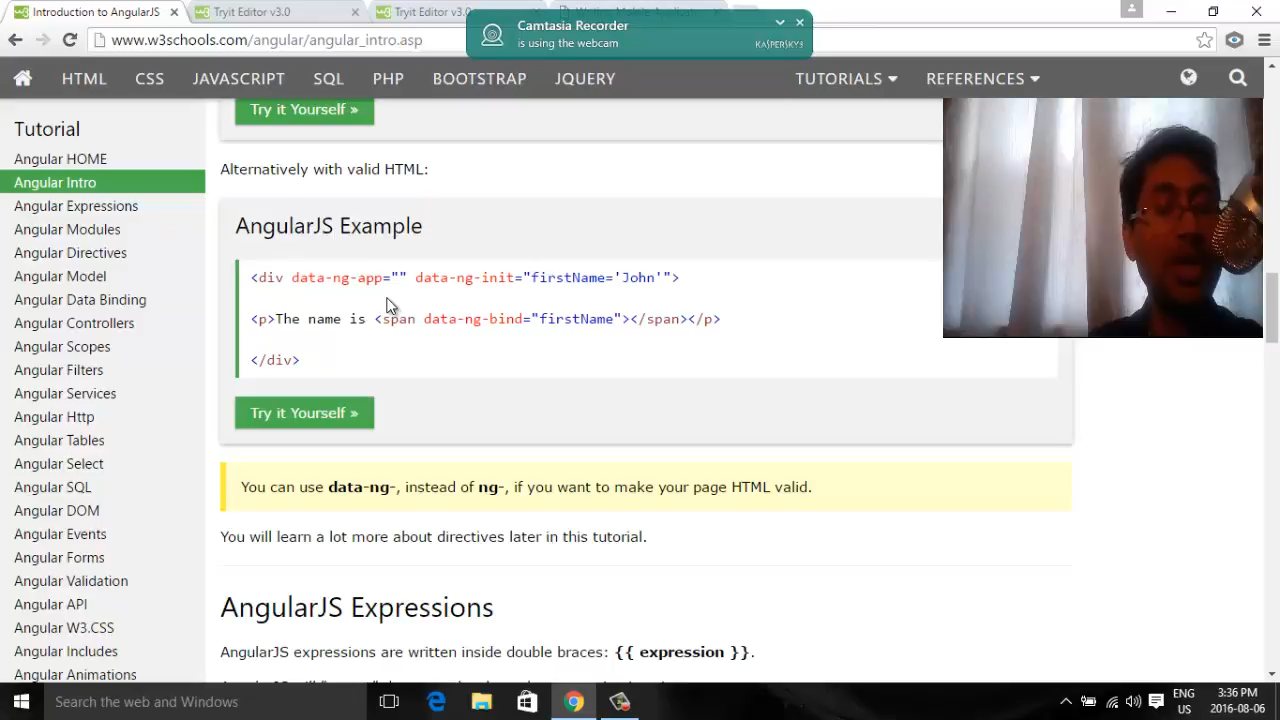 Introduction to AngularJS
Tryit Editor v3.0
Tryit Editor v3.0
Camtasia Recorder
is using the webcam
KASPERSKY
www.w3schools.com/angular/angular_intro.asp
HTML CSS JAVASCRIPT SQL PHP BOOTSTRAP JQUERY TUTORIALS REFERENCES
Tutorial
Angular HOME
Angular Intro
Angular Expressions
Angular Modules
Angular Directives
Angular Model
Angular Data Binding
Angular Controllers
Angular Scopes
Angular Filters
Angular Services
Angular Http
Angular Tables
Angular Select
Angular SQL
Angular DOM
Angular Events
Angular Forms
Angular Validation
Angular API
Angular W3.CSS
Angular Includes
Angular Animations
Try it Yourself »
Alternatively with valid HTML:
AngularJS Example
<div data-ng-app="" data-ng-init="firstName='John'">
<p>The name is <span data-ng-bind="firstName"></span></p>
</div>
Try it Yourself »
You can use data-ng-, instead of ng-, if you want to make your page HTML valid.
You will learn a lot more about directives later in this tutorial.
AngularJS Expressions
AngularJS expressions are written inside double braces: {{ expression }}.
Search the web and Windows
ENG
US
3:36 PM
2016-08-06